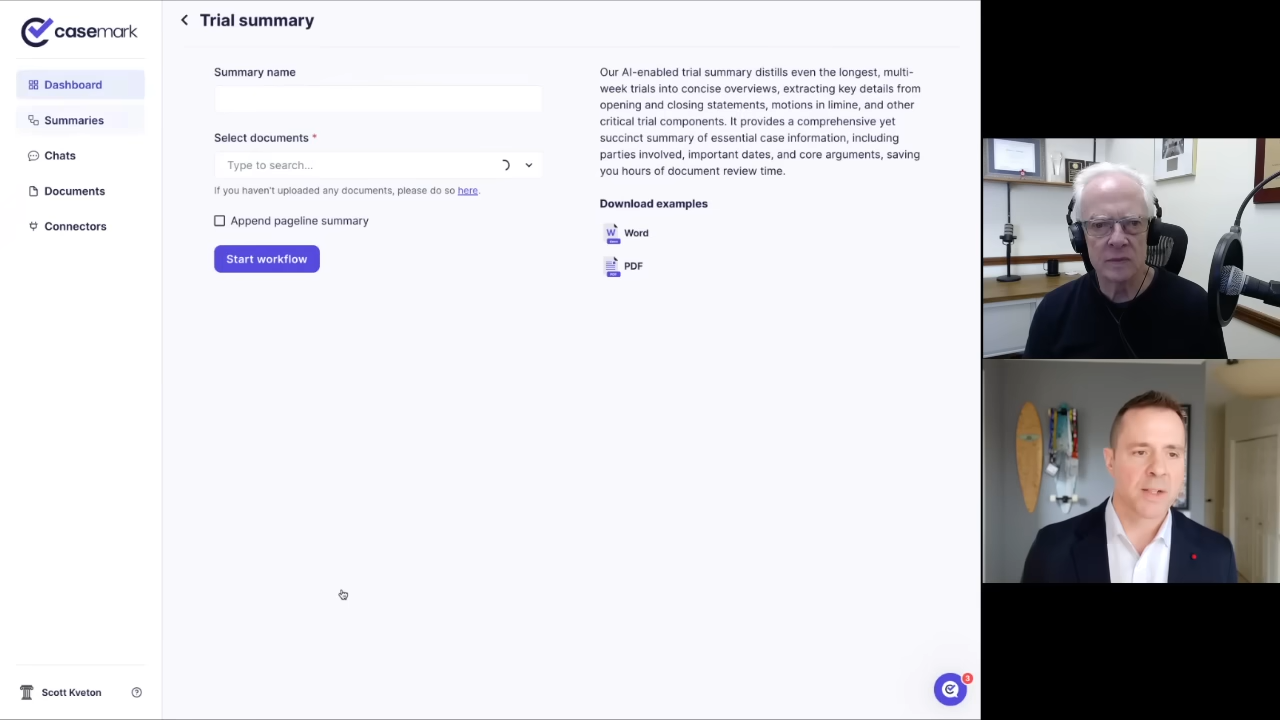 casemark
Dashboard
Summaries
Chats
Documents
Connectors
Scott Kveton
Trial summary
Summary name
Select documents *
Type to search...
If you haven't uploaded any documents, please do so here.
Append pageline summary
Start workflow
Our AI-enabled trial summary distills even the longest, multi-
week trials into concise overviews, extracting key details from
opening and closing statements, motions in limine, and other
critical trial components. It provides a comprehensive yet
succinct summary of essential case information, including
parties involved, important dates, and core arguments, saving
you hours of document review time.
Download examples
W Word
PDF
3